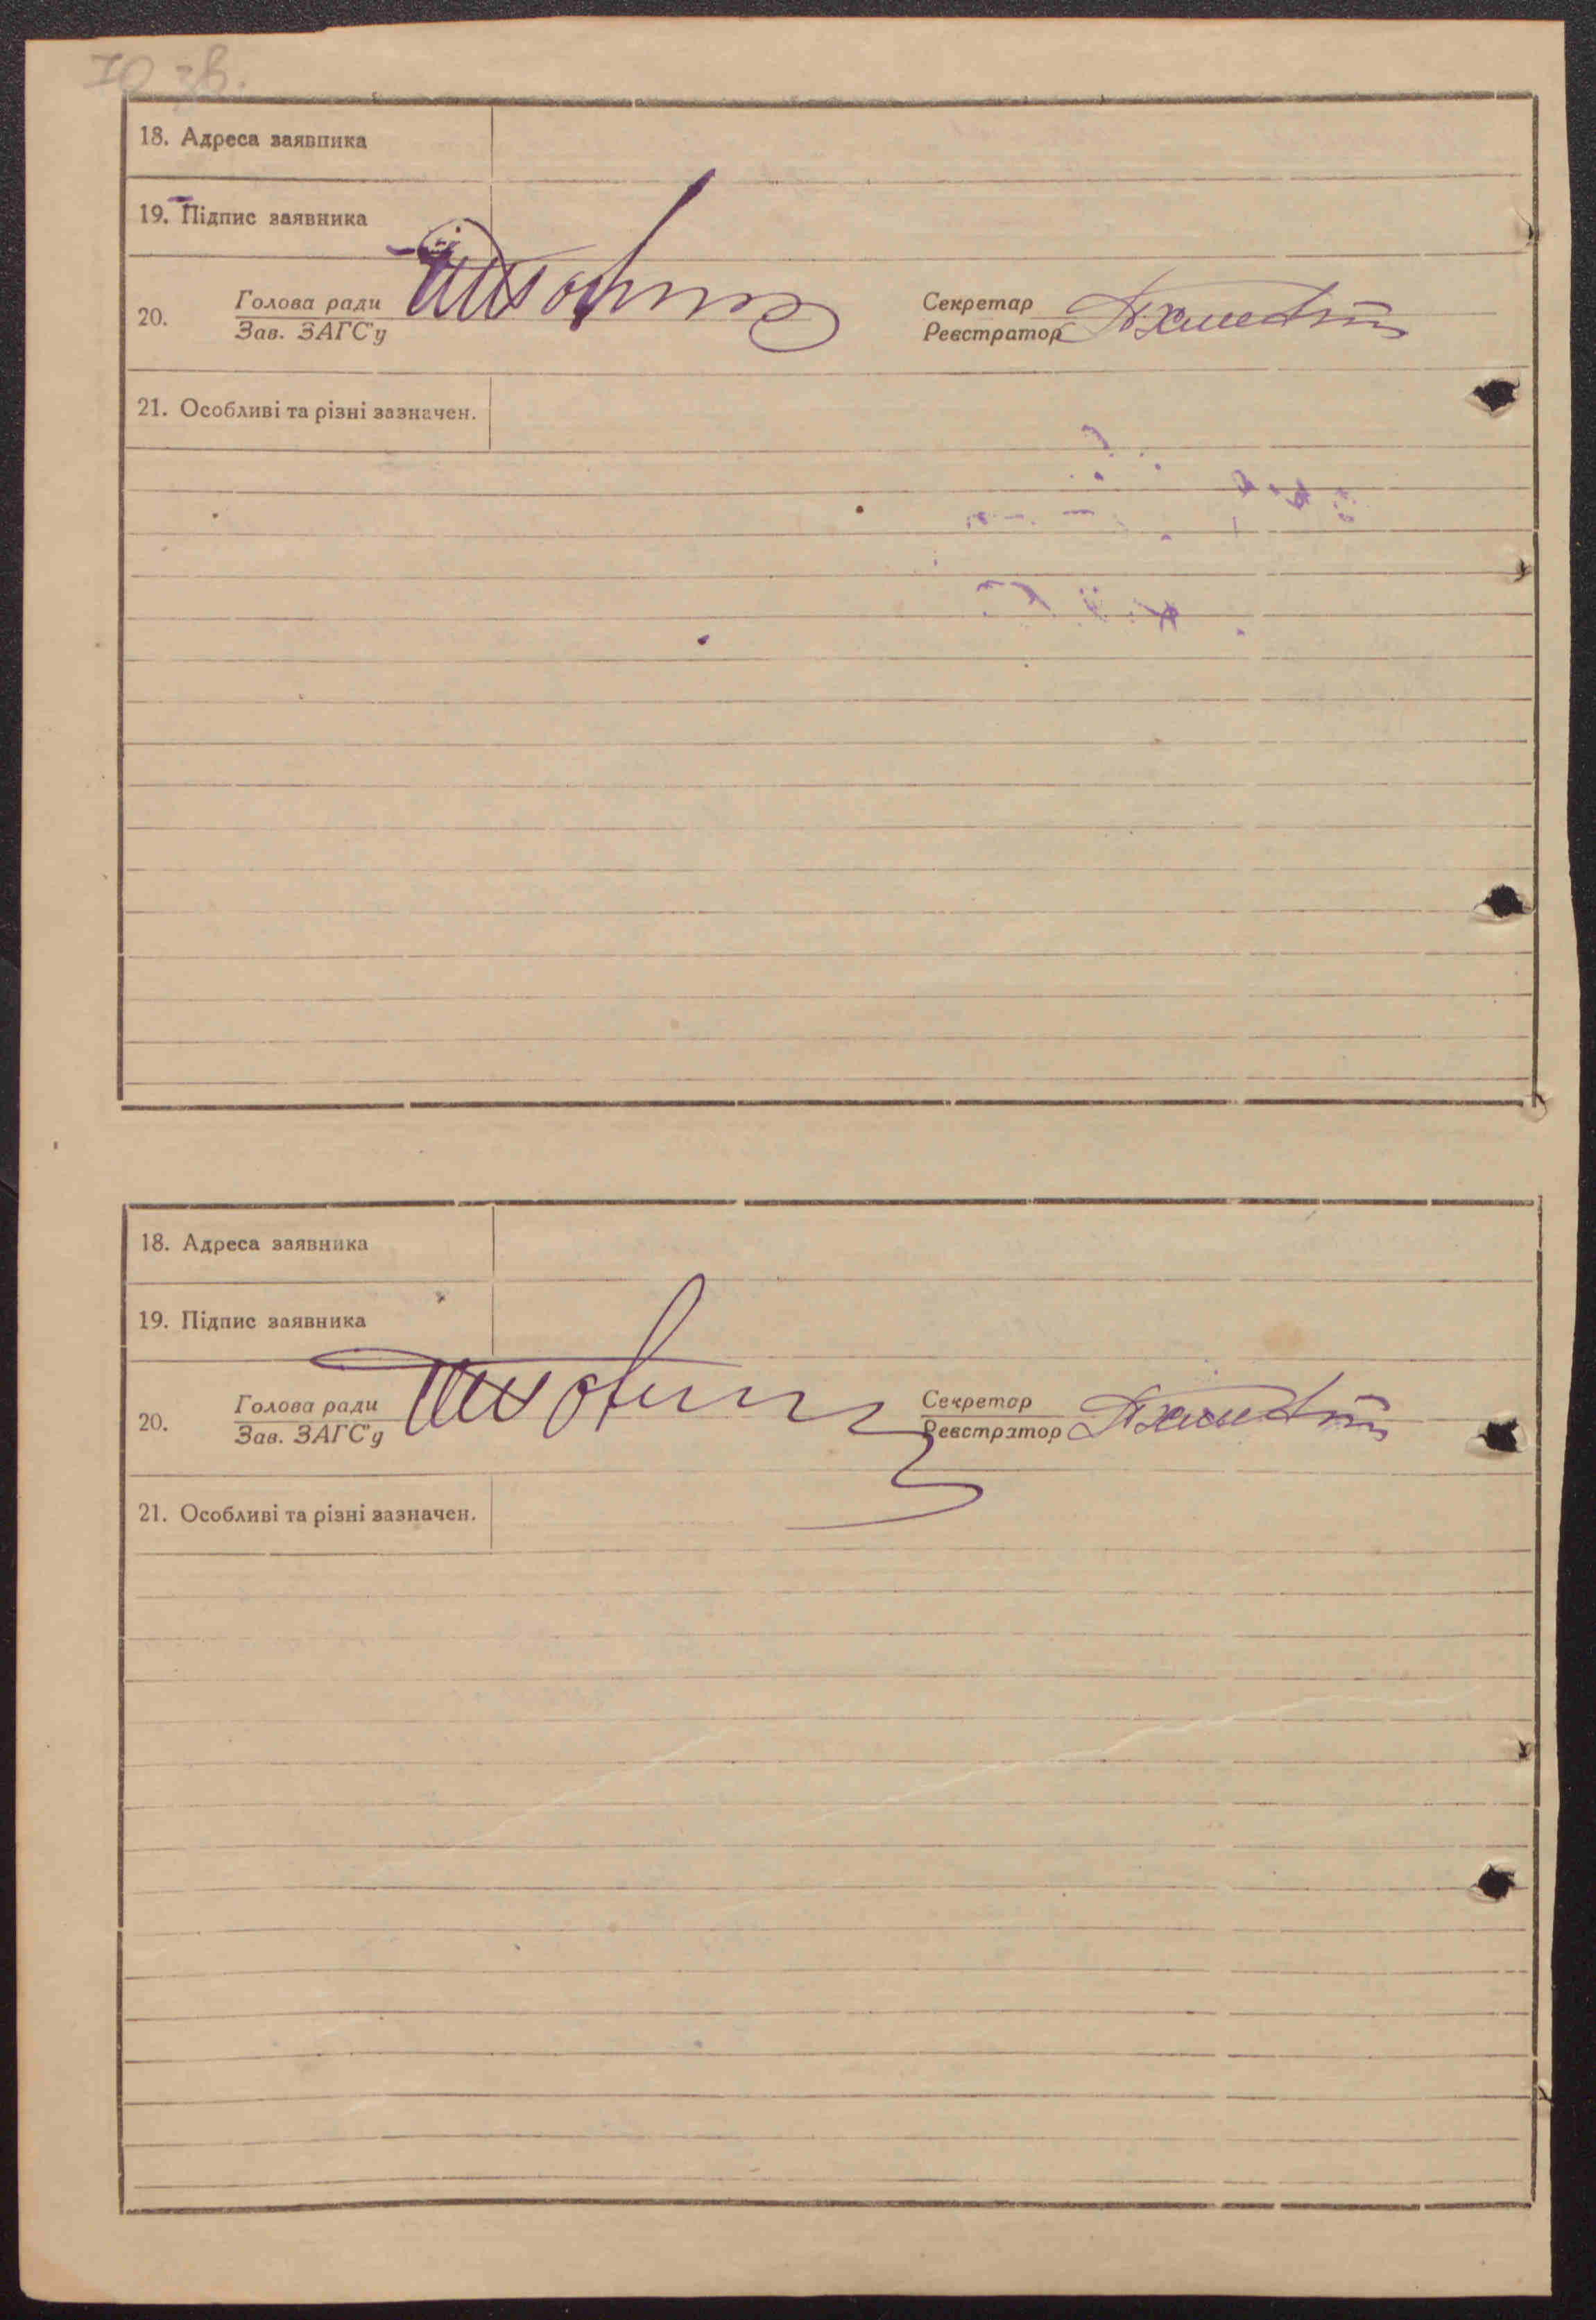 70 зв.
18. Адреса заявника
19. Підпис заявника
20. Голова ради Секретар
Зав. ЗАГС'у Реєстратор
21. Особливі та різні зазначен.
18. Адреса заявника
19. Підпис заявника
20. Голова ради Секретар
Зав. ЗАГС'у Реєстратор
21. Особливі та різні зазначен.